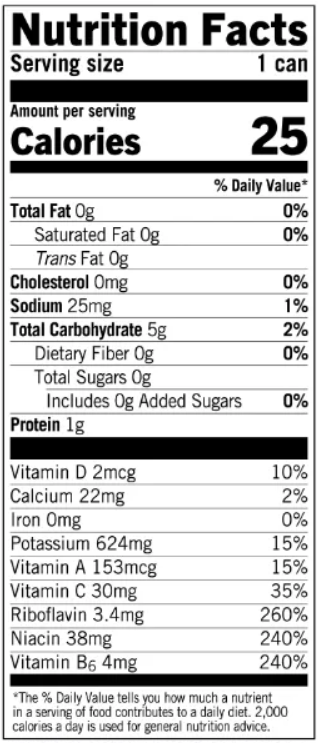 Nutrition Facts
Serving size 1 can
Amount per serving
Calories 25
% Daily Value*
Total Fat 0g 0%
Saturated Fat 0g 0%
Trans Fat 0g
Cholesterol 0mg 0%
Sodium 25mg 1%
Total Carbohydrate 5g 2%
Dietary Fiber 0g 0%
Total Sugars 0g
Includes 0g Added Sugars 0%
Protein 1g
Vitamin D 2mcg 10%
Calcium 22mg 2%
Iron 0mg 0%
Potassium 624mg 15%
Vitamin A 153mcg 15%
Vitamin C 30mg 35%
Riboflavin 3.4mg 260%
Niacin 38mg 240%
Vitamin B6 4mg 240%
*The % Daily Value tells you how much a nutrient
in a serving of food contributes to a daily diet. 2,000
calories a day is used for general nutrition advice.